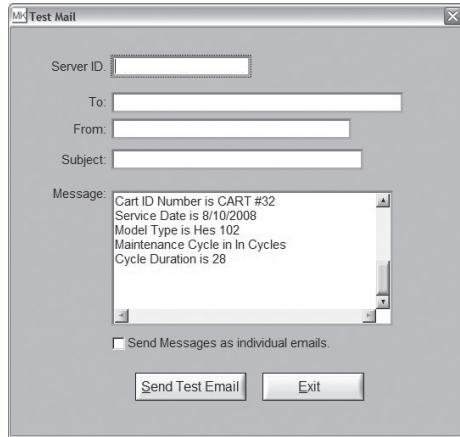 MK Test Mail
Server ID.
To:
From:
Subject:
Message:
Cart ID Number is CART #32
Service Date is 8/10/2008
Model Type is Hes 102
Maintenance Cycle in In Cycles
Cycle Duration is 28
Send Messages as individual emails.
Send Test Email
Exit